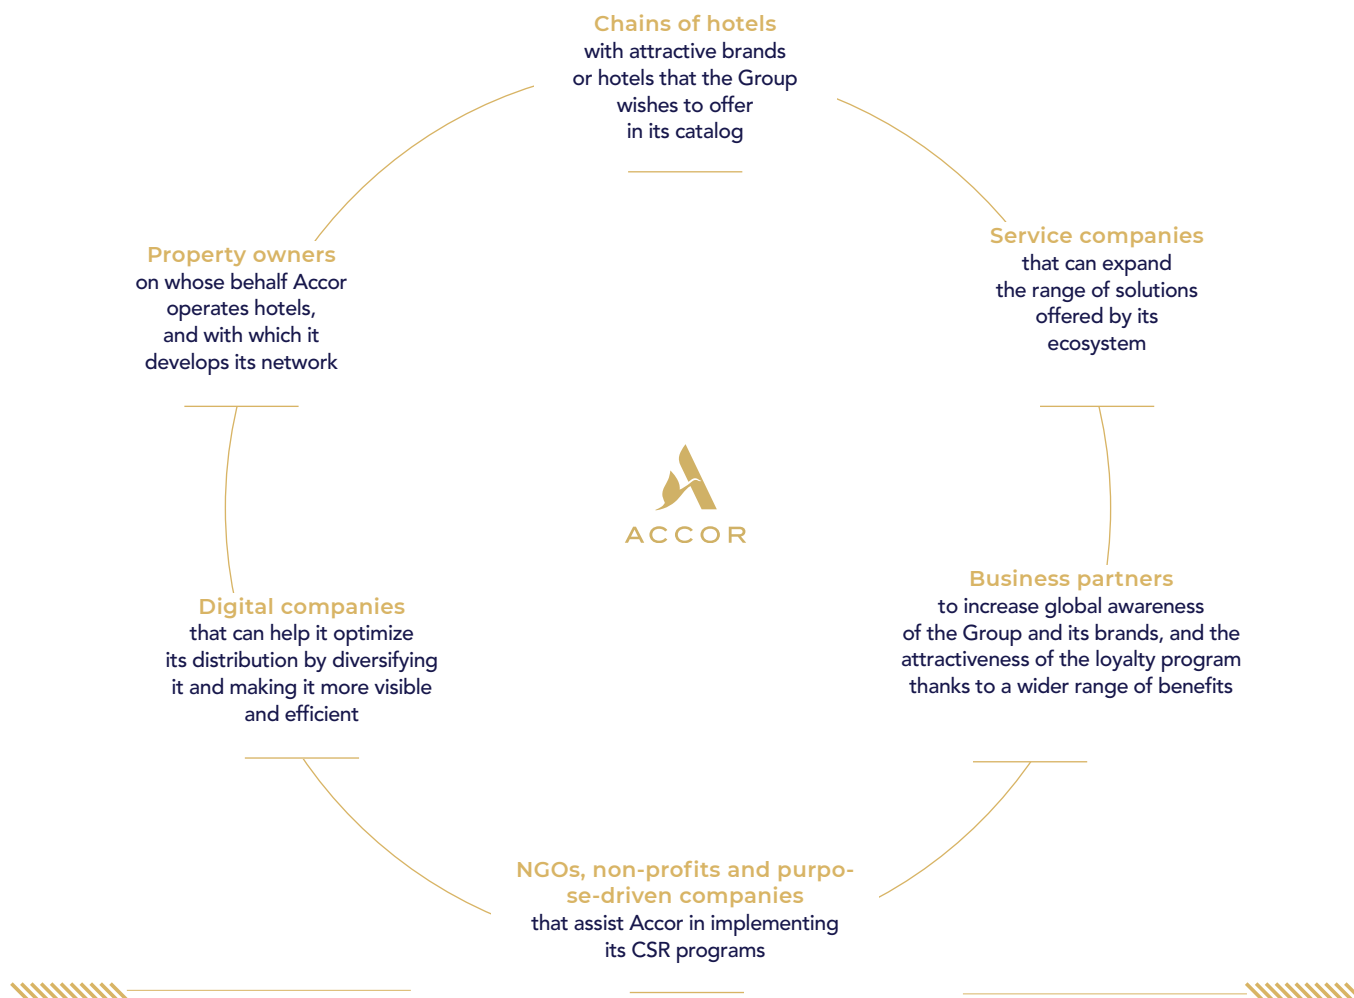 Chains of hotels
with attractive brands
or hotels that the Group
wishes to offer
in its catalog
Service companies
that can expand
the range of solutions
offered by its
ecosystem
Property owners
on whose behalf Accor
operates hotels,
and with which it
develops its network
ACCOR
Business partners
to increase global awareness
of the Group and its brands, and the
attractiveness of the loyalty program
thanks to a wider range of benefits
Digital companies
that can help it optimize
its distribution by diversifying
it and making it more visible
and efficient
NGOs, non-profits and purpo-
se-driven companies
that assist Accor in implementing
its CSR programs